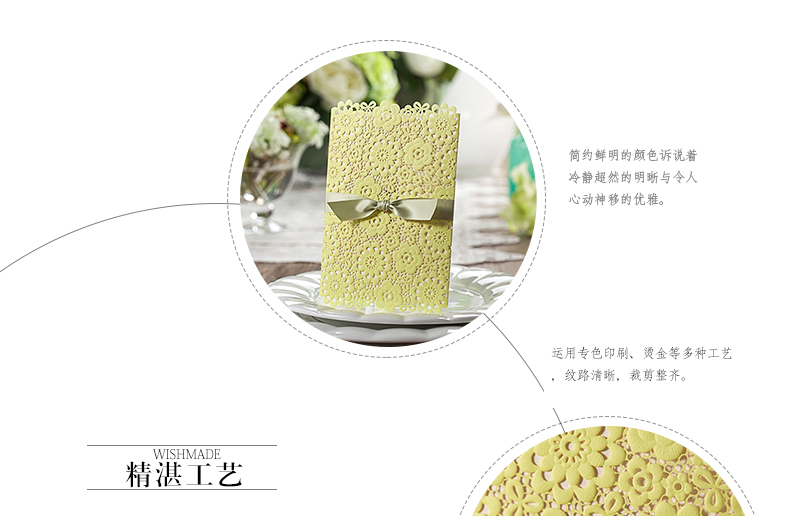 简约鲜明的颜色诉说着
冷静超然的明晰与令人
心动神移的优雅。
运用专色印刷、烫金等多种工艺
，纹路清晰，裁剪整齐。
WISHMADE
精湛工艺